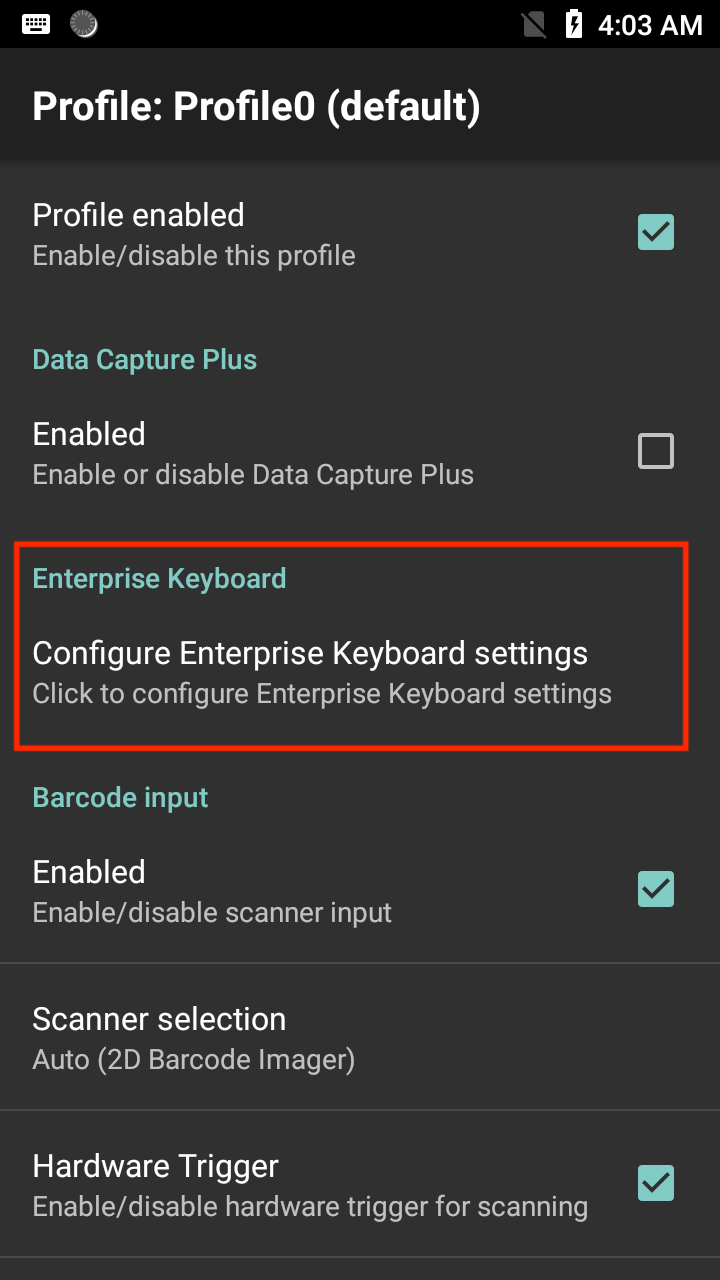 4:03 AM
Profile: Profile0 (default)
Profile enabled
Enable/disable this profile
Data Capture Plus
Enabled
Enable or disable Data Capture Plus
Enterprise Keyboard
Configure Enterprise Keyboard settings
Click to configure Enterprise Keyboard settings
Barcode input
Enabled
Enable/disable scanner input
Scanner selection
Auto (2D Barcode Imager)
Hardware Trigger
Enable/disable hardware trigger for scanning